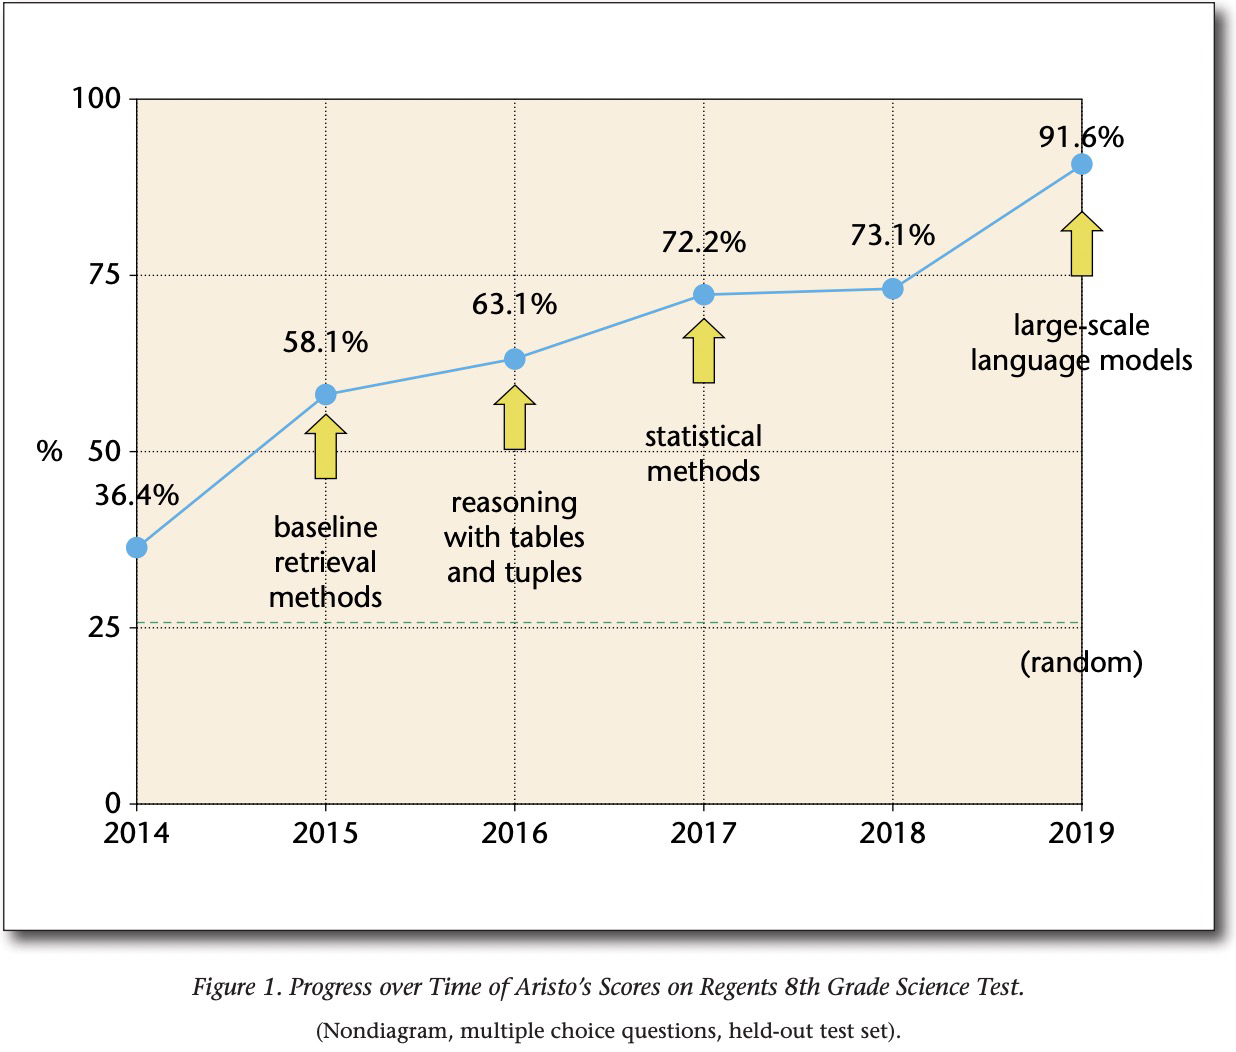 100
91.6%
72.2%
73.1%
75
63.1%
58.1%
large-scale
language models
% 50
statistical
methods
36.4%
reasoning
with tables
and tuples
baseline
retrieval
methods
25
(random)
0
2014 2015 2016 2017 2018 2019
Figure 1. Progress over Time of Aristo’s Scores on Regents 8th Grade Science Test.
(Nondiagram, multiple choice questions, held-out test set).